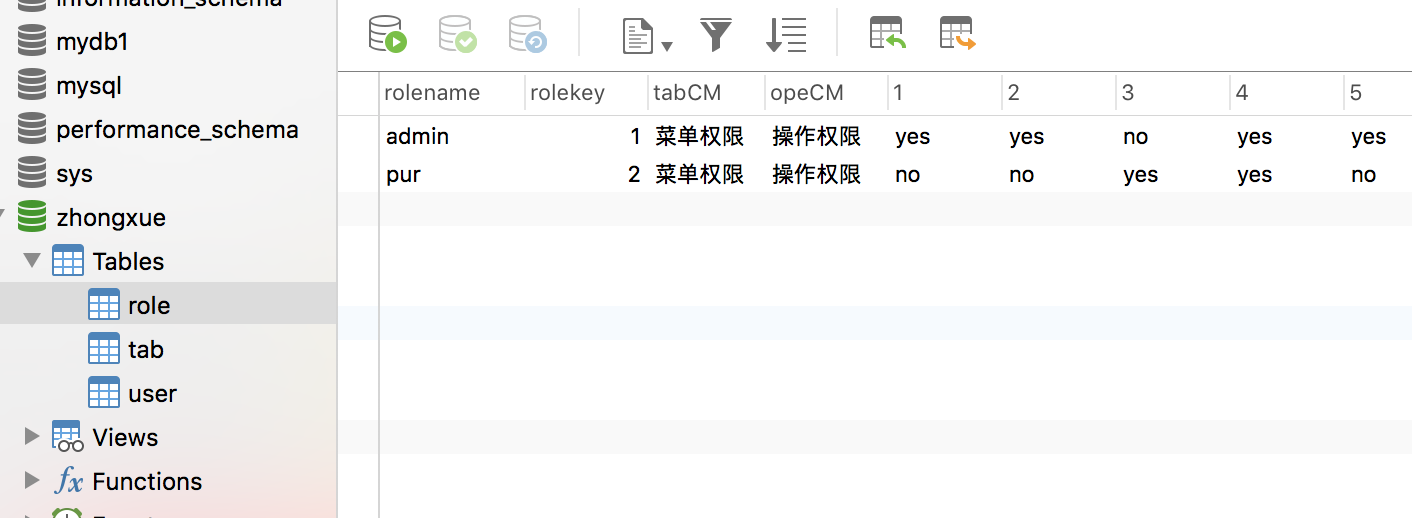 information_schema
mydb1
mysql
performance_schema
sys
zhongxue
Tables
role
tab
user
Views
fx Functions
rolename rolekey tabCM opeCM 1 2 3 4 5
admin 1 菜单权限 操作权限 yes yes no yes yes
pur 2 菜单权限 操作权限 no no yes yes no